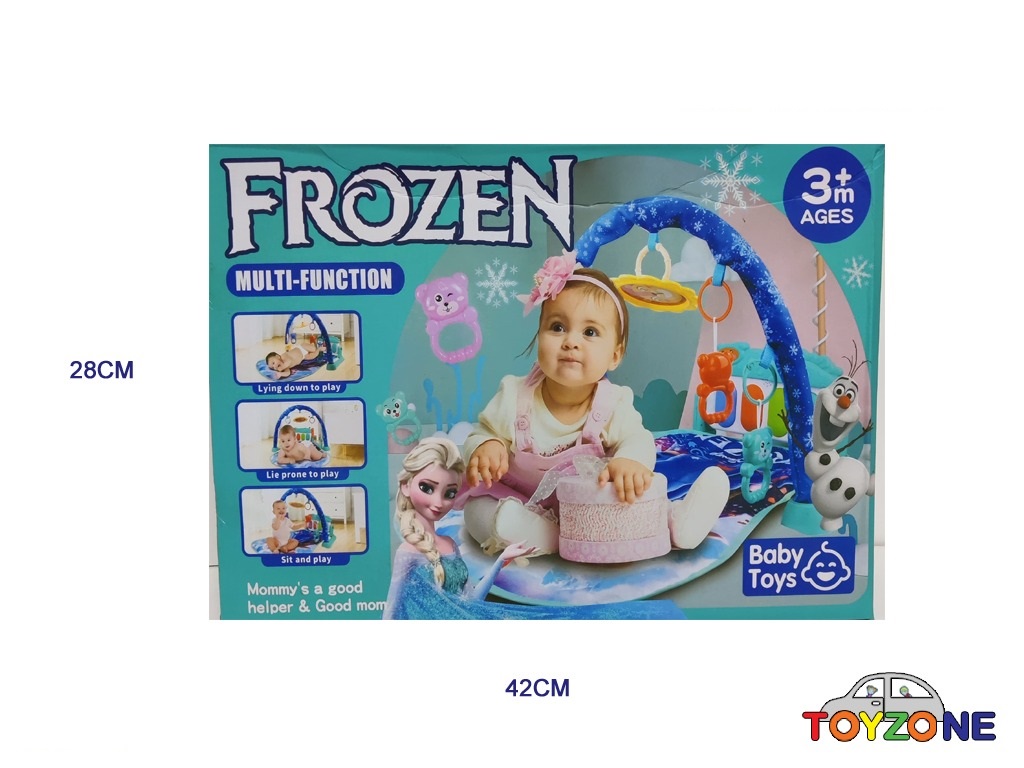 FROZEN
3+m
AGES
MULTI-FUNCTION
Lying down to play
Lie prone to play
Sit and play
Mommy's a good
helper & Good mom
Baby
Toys
28CM
42CM
TOYZONE